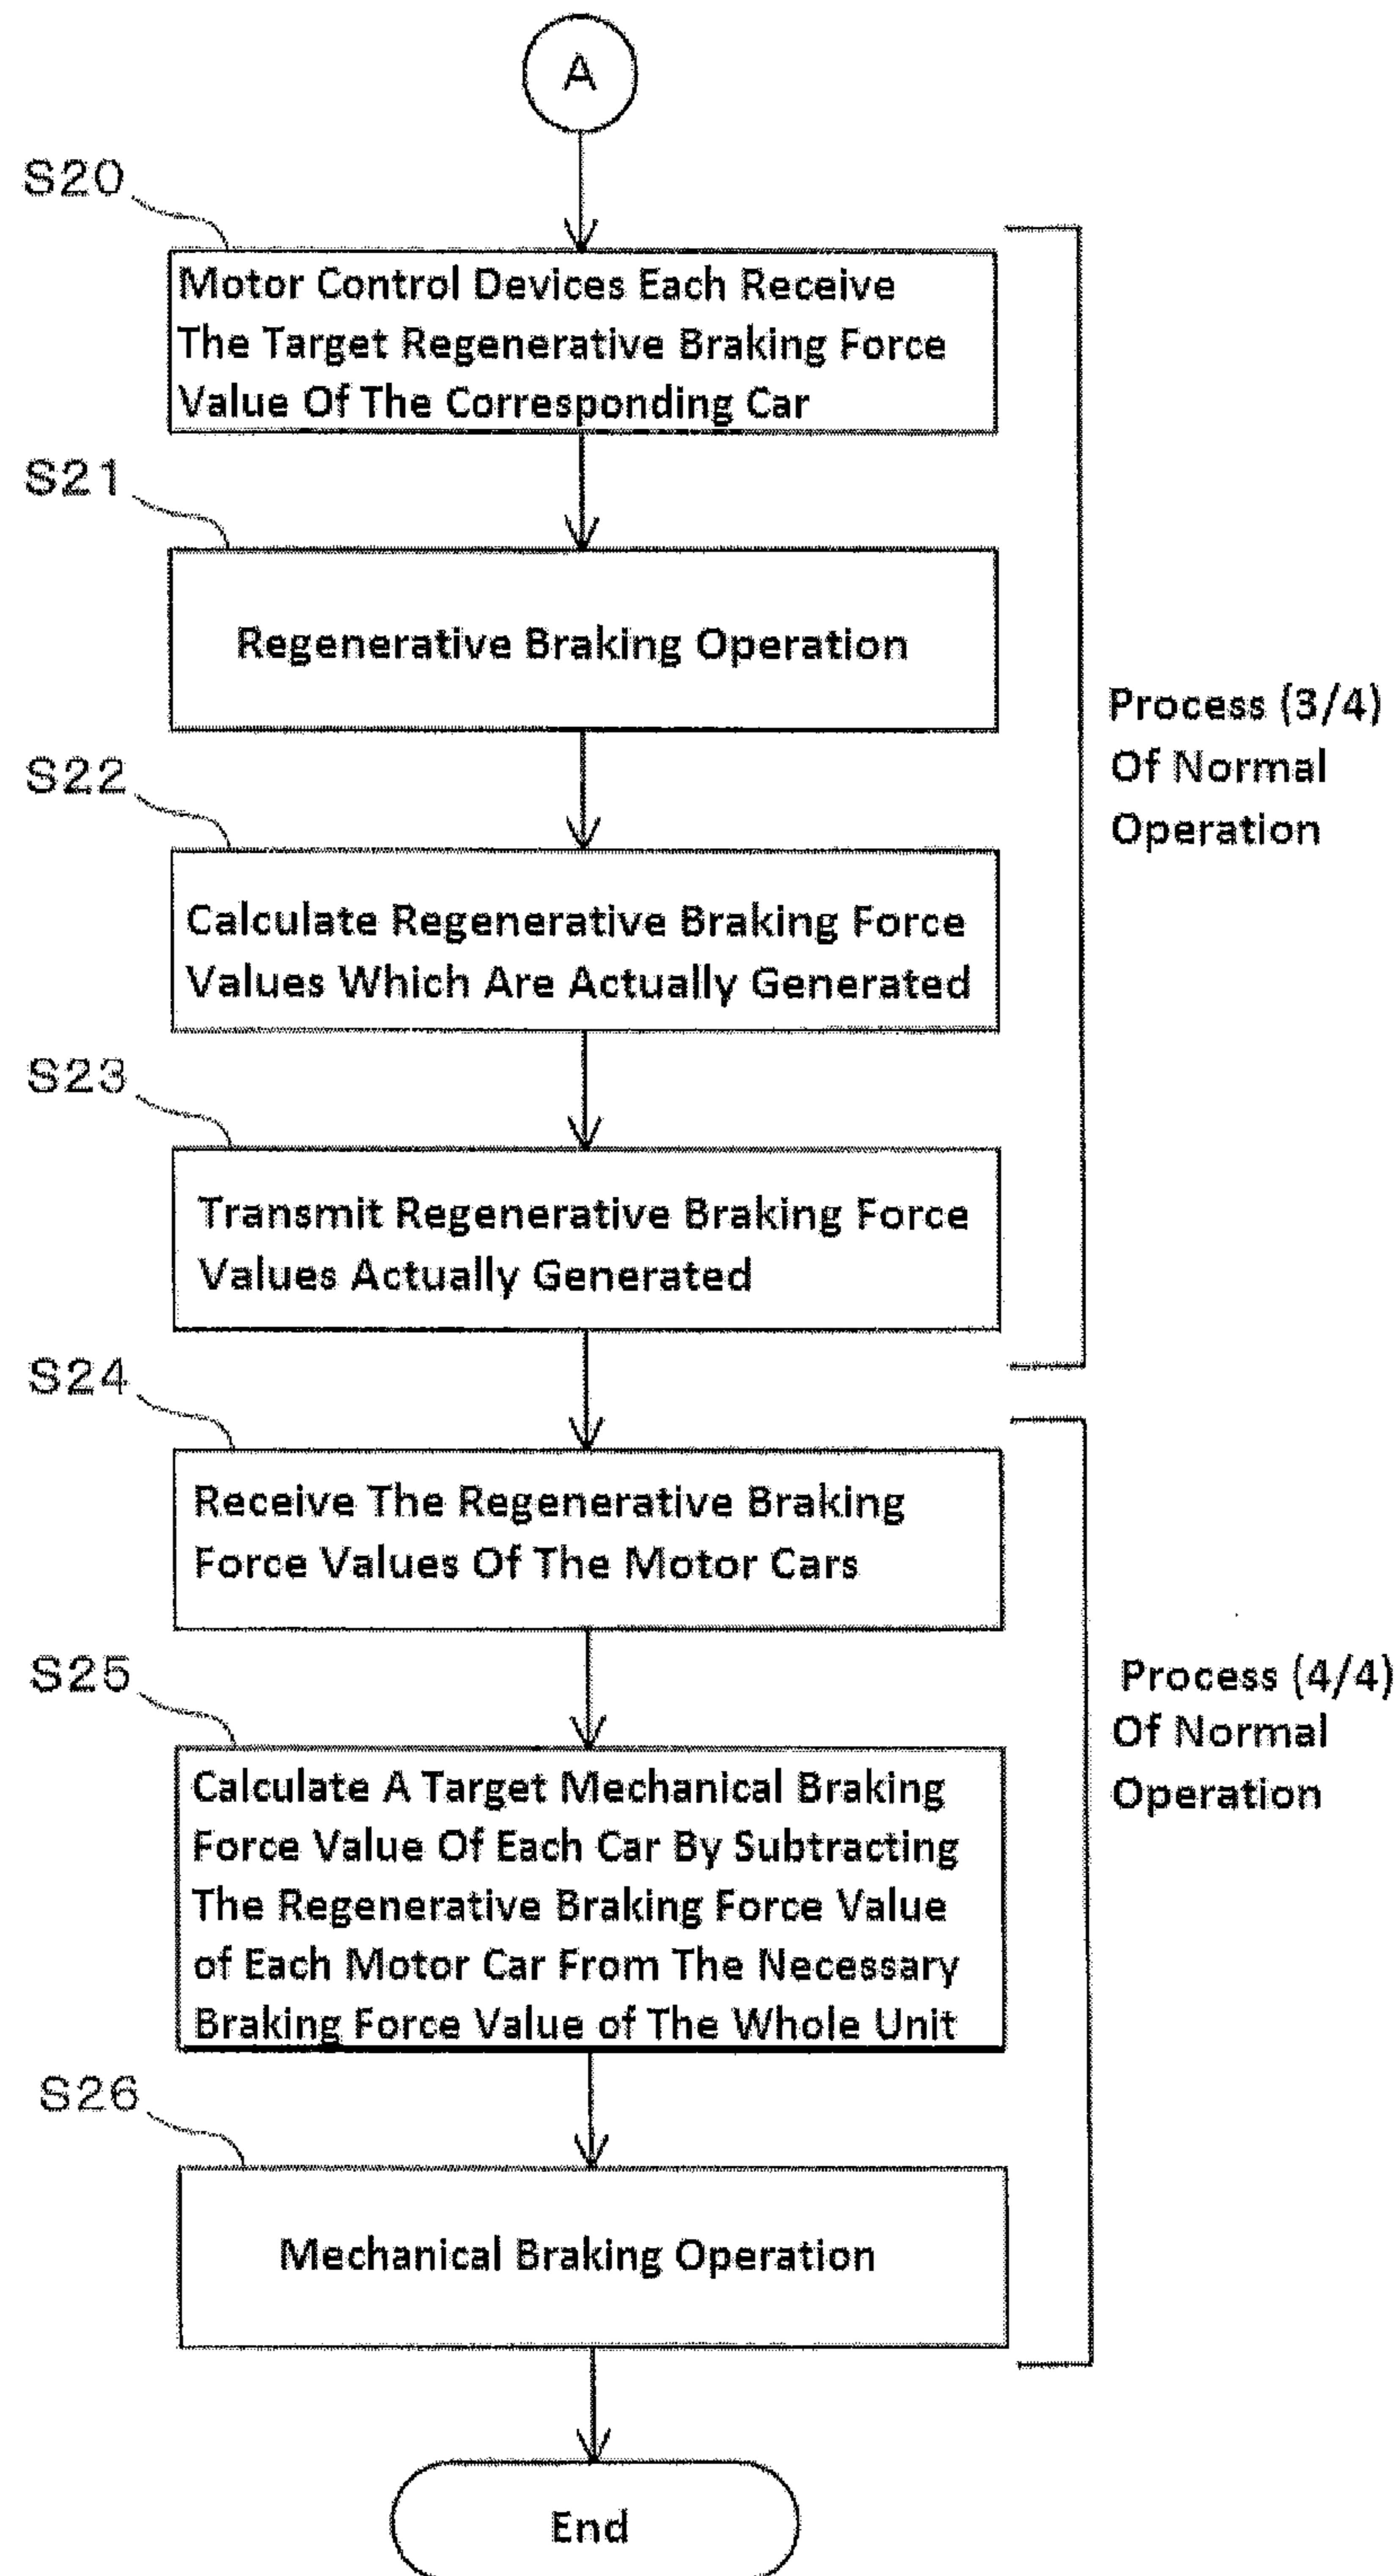 A
S20
Motor Control Devices Each Receive
The Target Regenerative Braking Force
Value Of The Corresponding Car
S21
Regenerative Braking Operation
S22
Calculate Regenerative Braking Force
Values Which Are Actually Generated
S23
Transmit Regenerative Braking Force
Values Actually Generated
Process (3/4)
Of Normal
Operation
S24
Receive The Regenerative Braking
Force Values Of The Motor Cars
S25
Calculate A Target Mechanical Braking
Force Value Of Each Car By Subtracting
The Regenerative Braking Force Value
of Each Motor Car From The Necessary
Braking Force Value of The Whole Unit
S26
Mechanical Braking Operation
Process (4/4)
Of Normal
Operation
End